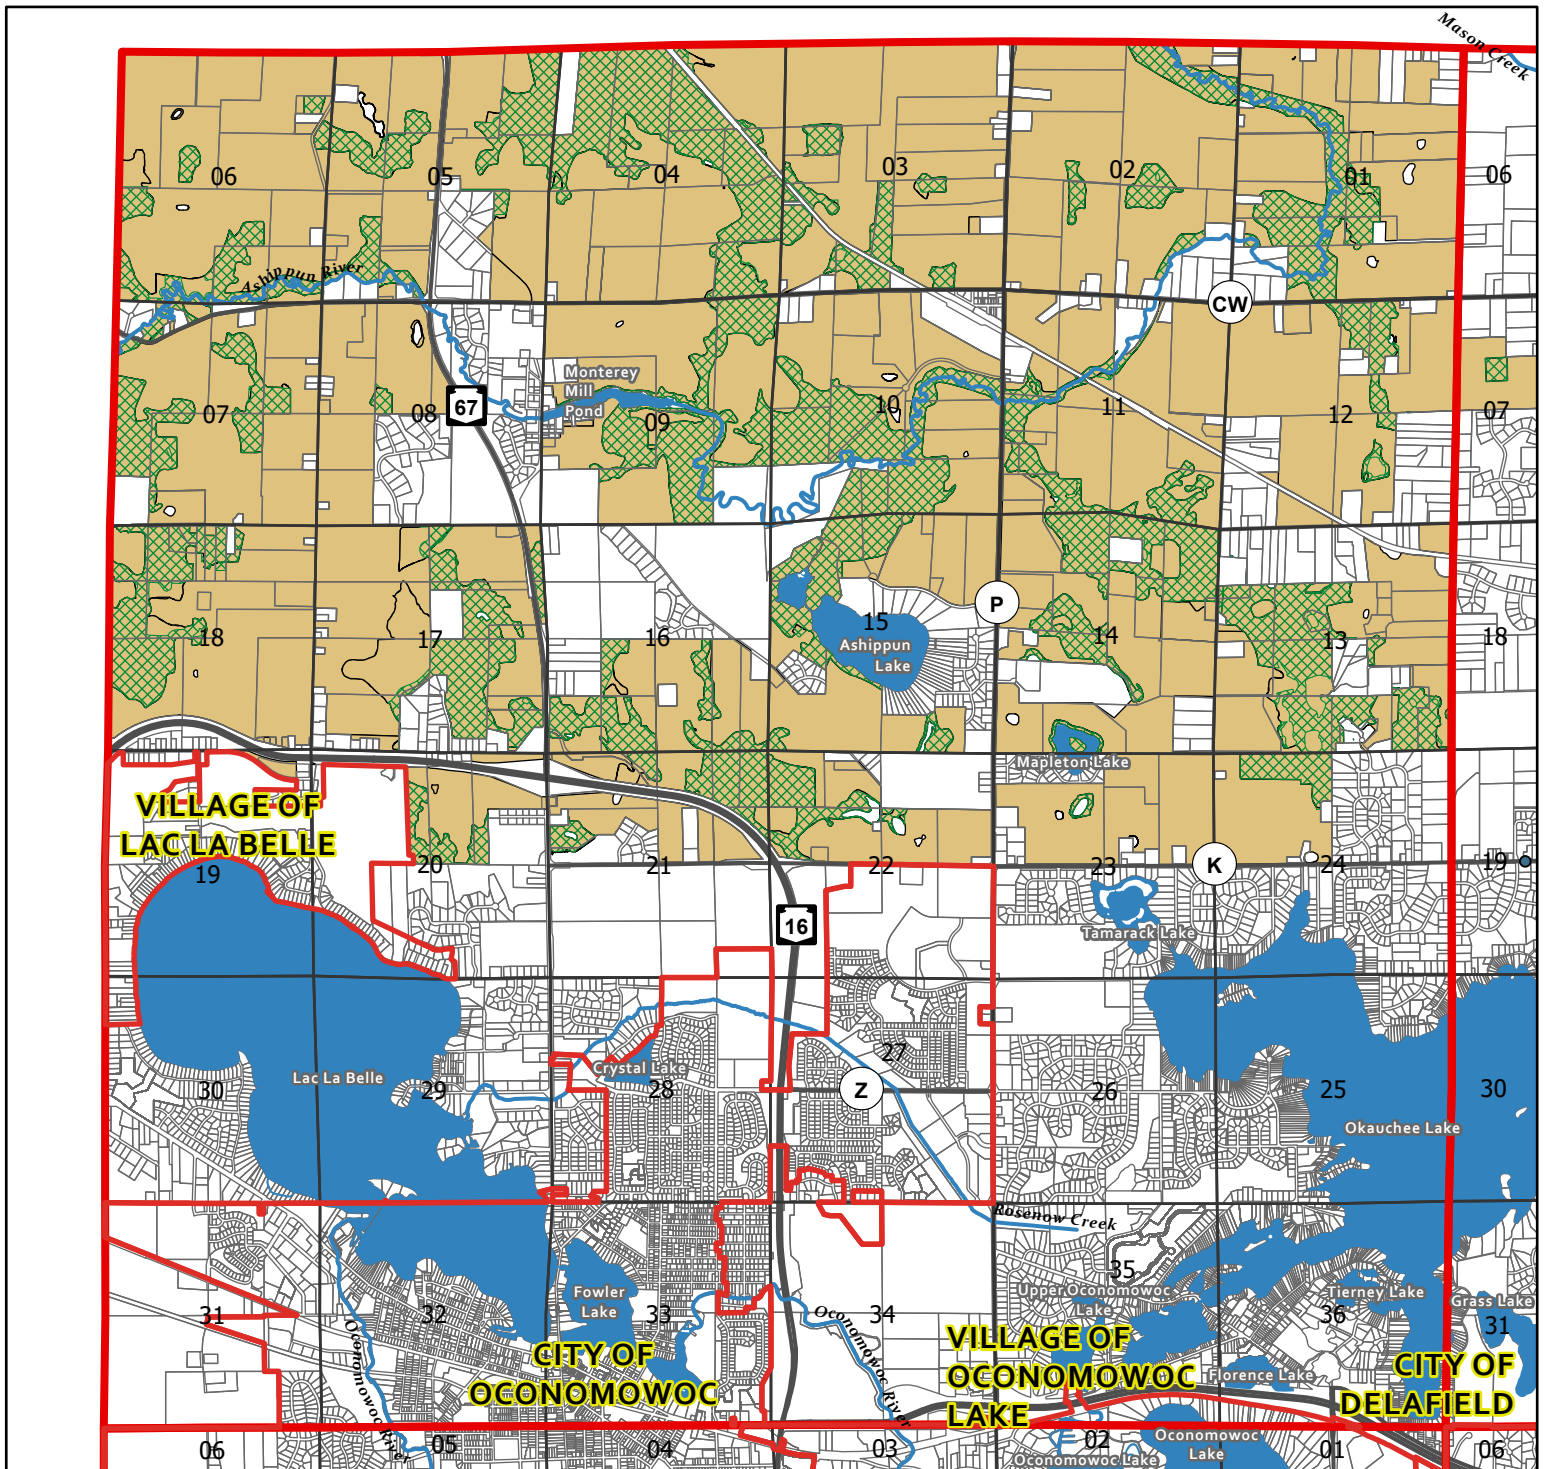 Mason Creek
06
05
04
03
02
01
06
Ashippun River
CW
67
Monterey
Mill
Pond
07
08
09
10
11
12
07
P
15
Ashippun
Lake
18
17
16
14
13
18
Mapleton Lake
VILLAGE OF
LAC LA BELLE
19
20
21
22
23
K
24
19
16
Tamarack Lake
27
Lac La Belle
Crystal Lake
30
29
28
Z
26
25
30
Okauchee Lake
Rosenow Creek
35
Upper Oconomowoc
Lake
Tierney Lake
Grass Lake
Fowler
Lake
31
32
33
34
36
31
Oconomowoc River
Oconomowoc River
CITY OF
OCONOMOWOC
VILLAGE OF
OCONOMOWOC
LAKE
Florence Lake
CITY OF
DELAFIELD
06
05
04
03
02
Oconomowoc
Lake
01
06
Oconomowoc Lake